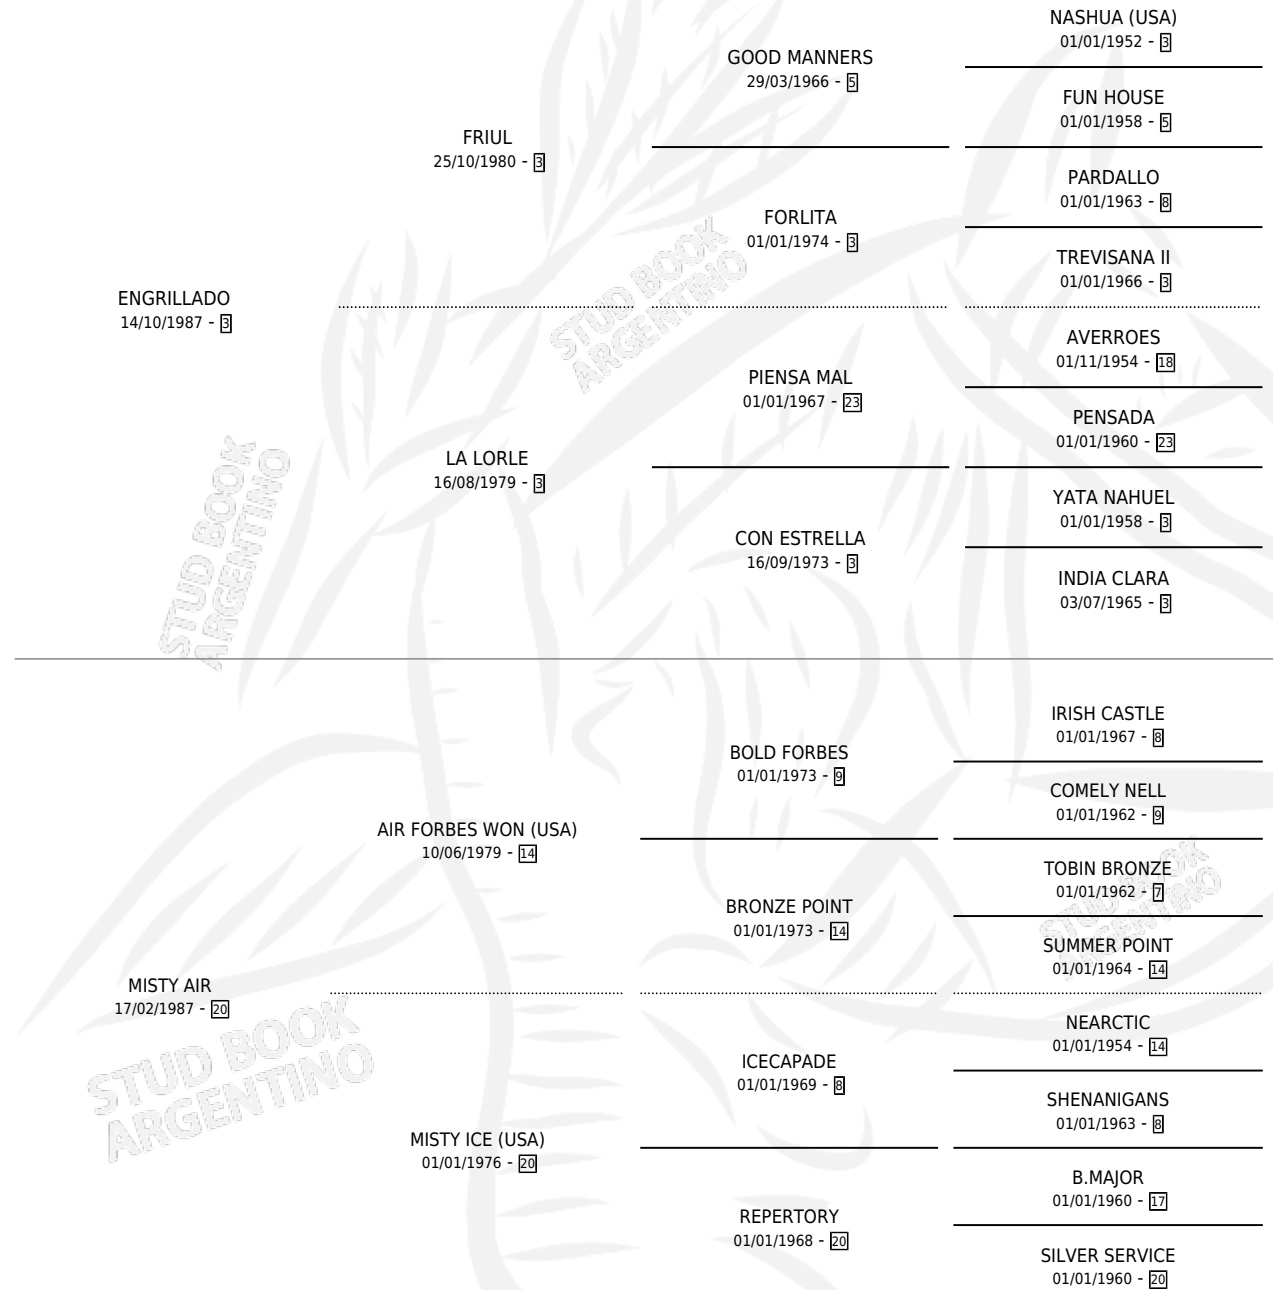 NASHUA (USA)
01/01/1952 - 3
GOOD MANNERS
29/03/1966 - 5
FUN HOUSE
01/01/1958 - 5
FRIUL
25/10/1980 - 3
PARDALLO
01/01/1963 - 8
FORLITA
01/01/1974 - 3
TREVISANA II
01/01/1966 - 3
ENGRILLADO
14/10/1987 - 3
AVERROES
01/11/1954 - 18
PIENSA MAL
01/01/1967 - 23
PENSADA
01/01/1960 - 23
LA LORLE
16/08/1979 - 3
YATA NAHUEL
01/01/1958 - 3
CON ESTRELLA
16/09/1973 - 3
INDIA CLARA
03/07/1965 - 3
STUD BOOK
ARGENTINO
STUD BOOK
ARGENTINO
IRISH CASTLE
01/01/1967 - 8
BOLD FORBES
01/01/1973 - 9
COMELY NELL
01/01/1962 - 9
AIR FORBES WON (USA)
10/06/1979 - 14
TOBIN BRONZE
01/01/1962 - 7
BRONZE POINT
01/01/1973 - 14
SUMMER POINT
01/01/1964 - 14
STUD BOOK
ARGENTINO
MISTY AIR
17/02/1987 - 20
NEARCTIC
01/01/1954 - 14
ICECAPADE
01/01/1969 - 8
SHENANIGANS
01/01/1963 - 8
MISTY ICE (USA)
01/01/1976 - 20
B.MAJOR
01/01/1960 - 17
REPERTORY
01/01/1968 - 20
SILVER SERVICE
01/01/1960 - 20
STUD BOOK
ARGENTINO